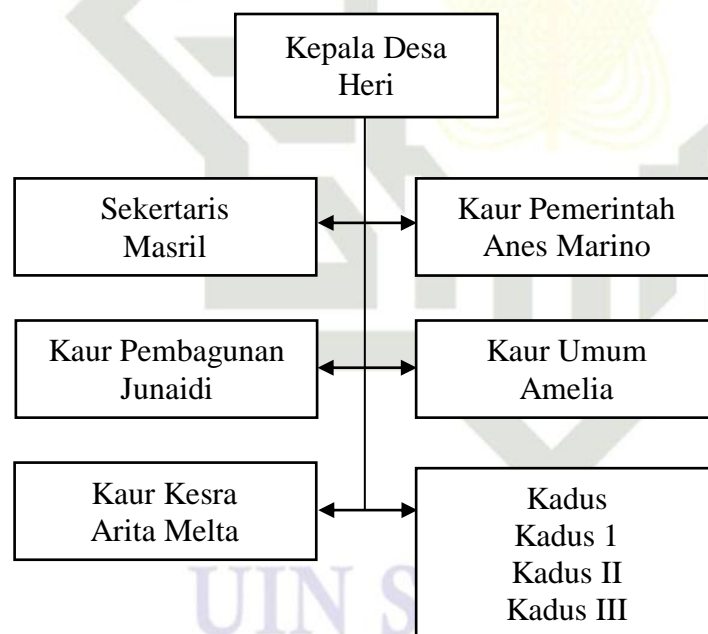 Kepala Desa
Heri
Sekertaris
Masril
Kaur Pemerintah
Anes Marino
Kaur Pembagunan
Junaidi
Kaur Umum
Amelia
Kaur Kesra
Arita Melta
Kadus
Kadus 1
Kadus II
Kadus III
UIN S